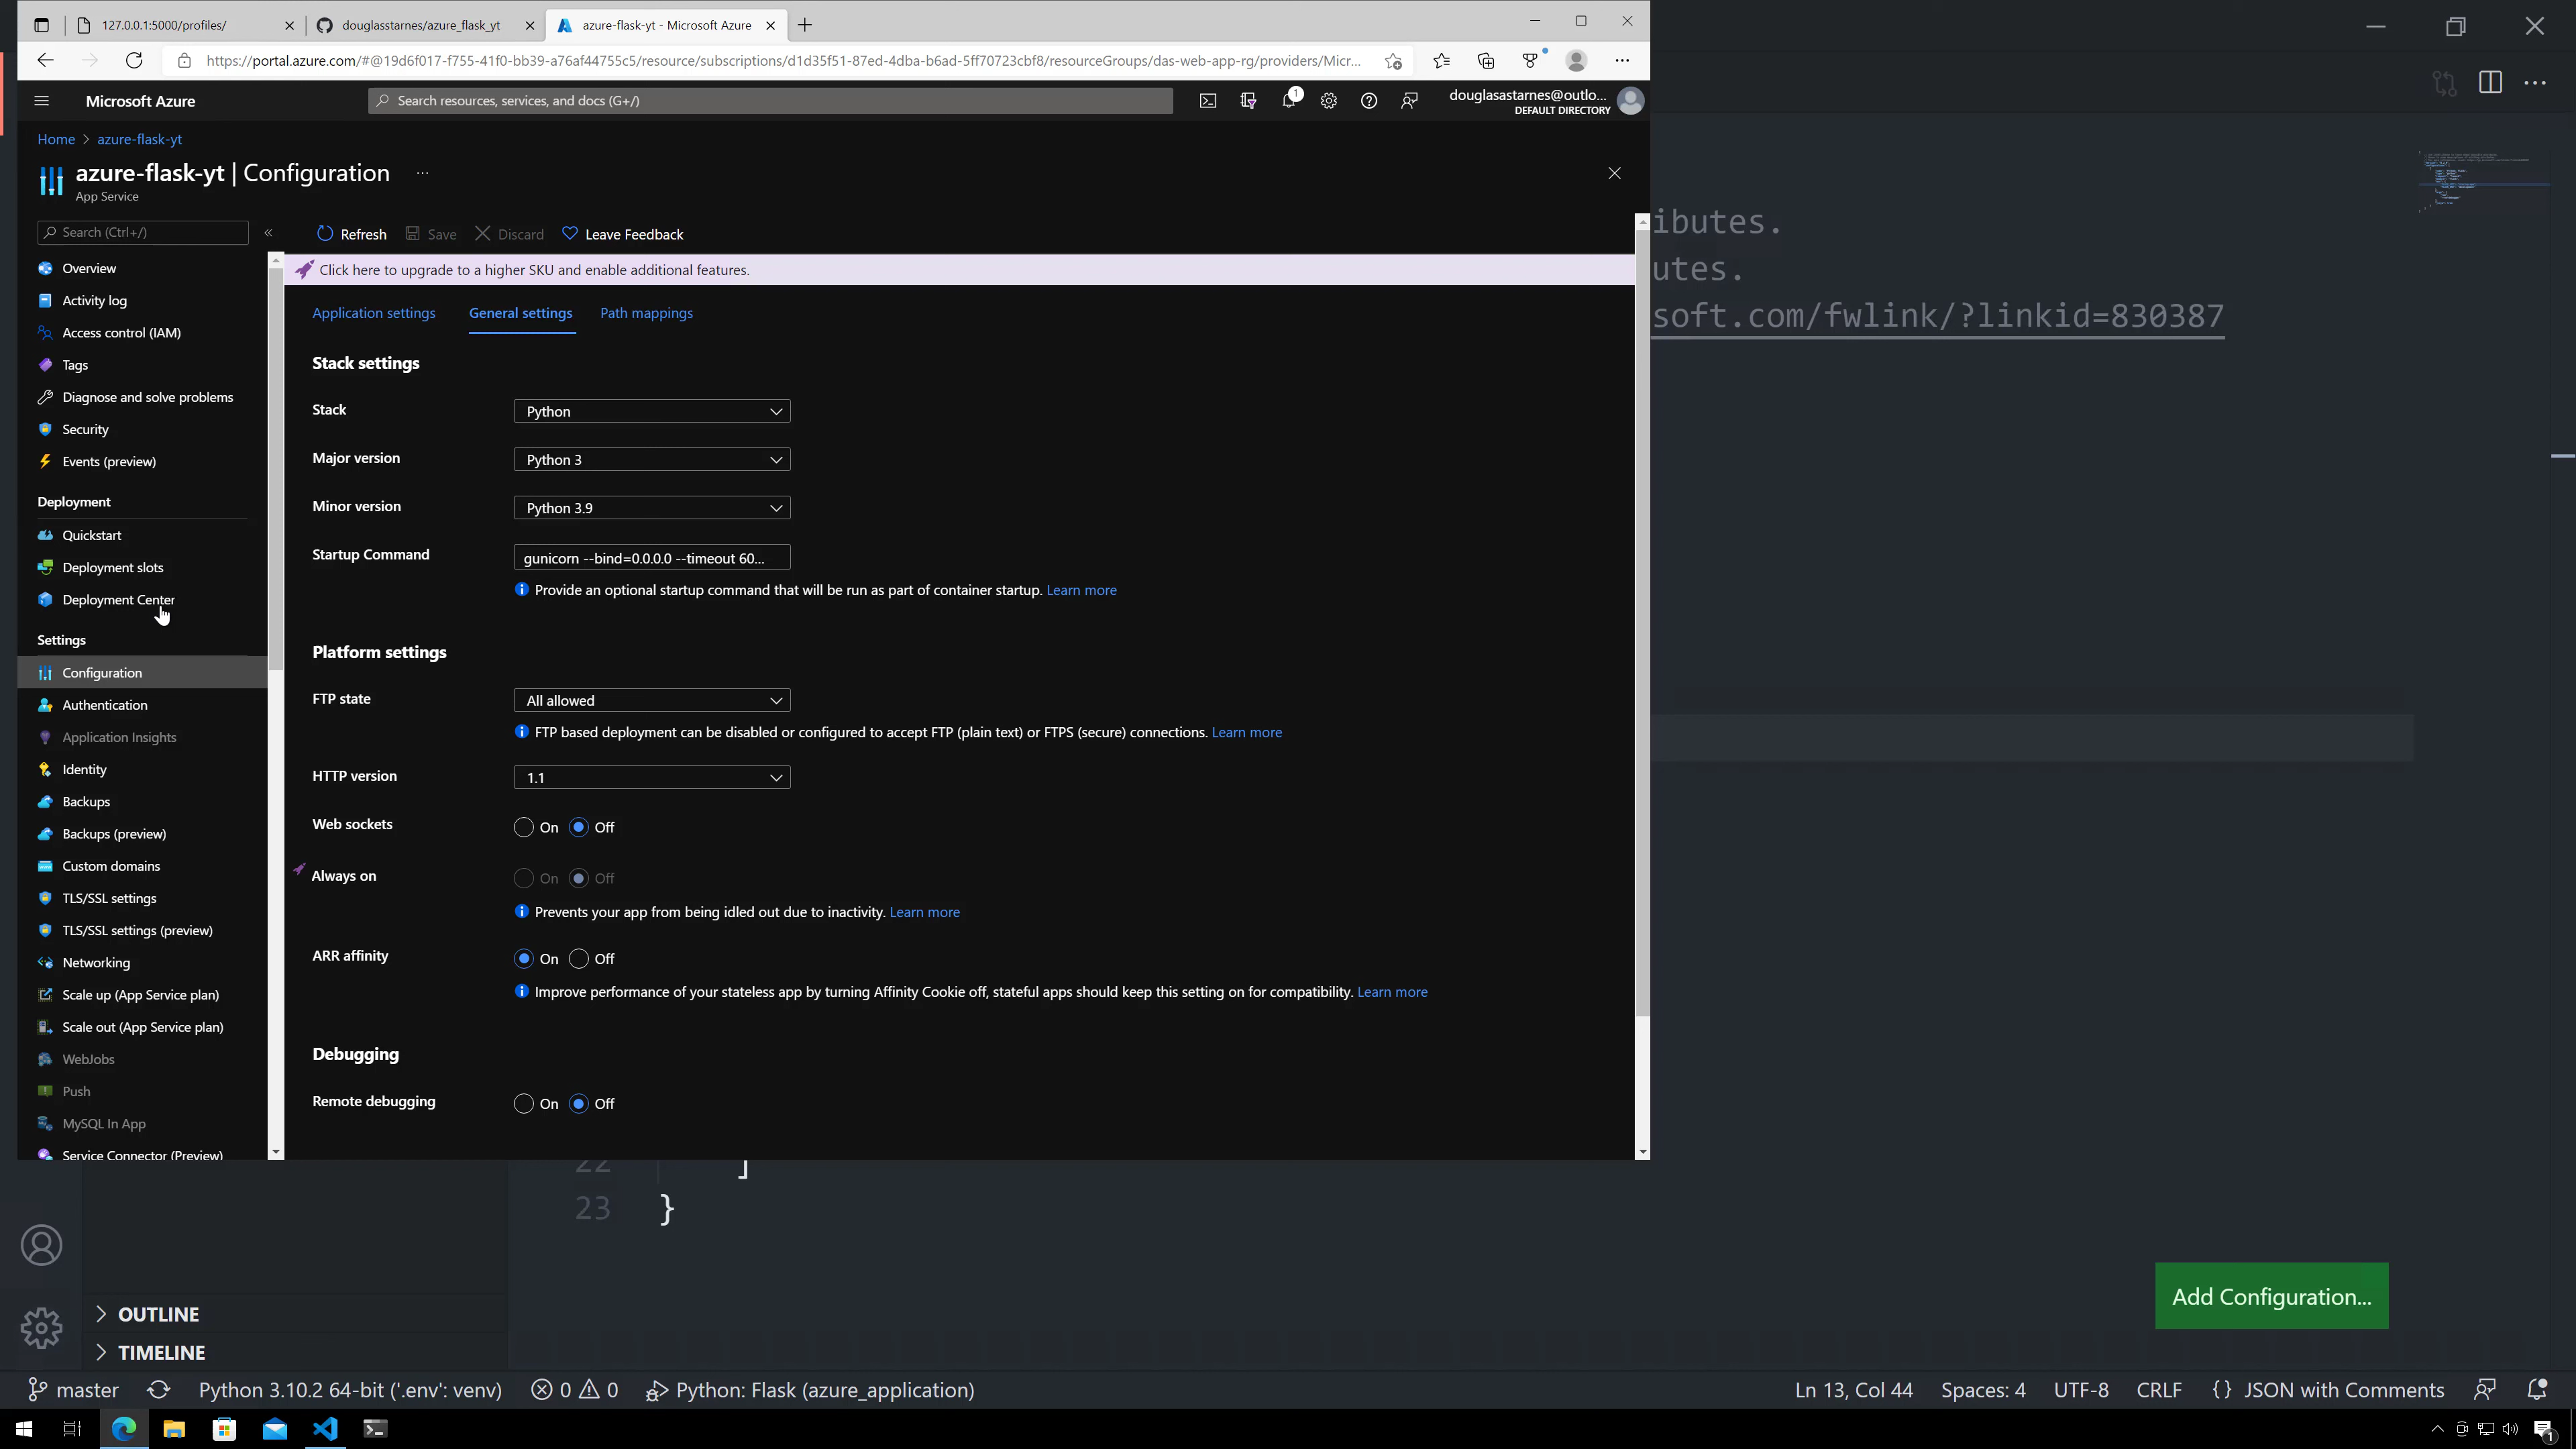 127.0.0.1:5000/profiles/
douglasstarnes/azure_flask_yt
azure-flask-yt - Microsoft Azure
https://portal.azure.com/#@19d6f017-f755-41f0-bb39-a76af44755c5/resource/subscriptions/d1d35f51-87ed-4dba-b6ad-5ff70723cbf8/resourceGroups/das-web-app-rg/providers/Micr...
Microsoft Azure
Search resources, services, and docs (G+/)
1
douglasastarnes@outlo...
DEFAULT DIRECTORY
Home > azure-flask-yt
azure-flask-yt | Configuration ...
App Service
Search (Ctrl+/)
«
Refresh
Save
Discard
Leave Feedback
Click here to upgrade to a higher SKU and enable additional features.
Overview
Activity log
Access control (IAM)
Tags
Diagnose and solve problems
Security
Events (preview)
Deployment
Quickstart
Deployment slots
Deployment Center
Settings
Configuration
Authentication
Application Insights
Identity
Backups
Backups (preview)
Custom domains
TLS/SSL settings
TLS/SSL settings (preview)
Networking
Scale up (App Service plan)
Scale out (App Service plan)
WebJobs
Push
MySQL In App
Service Connector (Preview)
Application settings
General settings
Path mappings
Stack settings
Stack
Python
Major version
Python 3
Minor version
Python 3.9
Startup Command
gunicorn --bind=0.0.0.0 --timeout 60...
Provide an optional startup command that will be run as part of container startup. Learn more
Platform settings
FTP state
All allowed
FTP based deployment can be disabled or configured to accept FTP (plain text) or FTPS (secure) connections. Learn more
HTTP version
1.1
Web sockets
On
Off
Always on
On
Off
Prevents your app from being idled out due to inactivity. Learn more
ARR affinity
On
Off
Improve performance of your stateless app by turning Affinity Cookie off, stateful apps should keep this setting on for compatibility. Learn more
Debugging
Remote debugging
On
Off
ibutes.
utes.
soft.com/fwlink/?linkid=830387
22 ]
23 }
OUTLINE
TIMELINE
Add Configuration...
master
Python 3.10.2 64-bit ('.env': venv)
0
0
Python: Flask (azure_application)
Ln 13, Col 44
Spaces: 4
UTF-8
CRLF
{} JSON with Comments
1